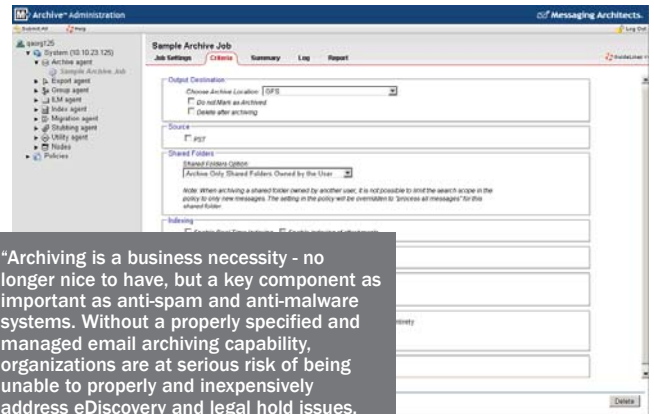 M+ Archive™ Administration
Messaging Architects.
Submit All Help
Log Out
qaorg125
System (10.10.23.125)
Archive agent
Sample Archive Job
Export agent
Group agent
ILM agent
Index agent
Migration agent
Stubbing agent
Utility agent
Nodes
Policies
Sample Archive Job
Job Settings Criteria Summary Log Report
GuideLines
Output Destination
Choose Archive Location: GFS
Do not Mark as Archived
Delete after archiving
Source
PST
Shared Folders
Shared Folders Option:
Archive Only Shared Folders Owned by the User
Note: When archiving a shared folder owned by another user, it is not possible to limit the search scope in the
policy to only new messages. The setting in the policy will be overridden to "process all messages" for this
shared folder.
Indexing
Delete
"Archiving is a business necessity - no
longer nice to have, but a key component as
important as anti-spam and anti-malware
systems. Without a properly specified and
managed email archiving capability,
organizations are at serious risk of being
unable to properly and inexpensively
address eDiscovery and legal hold issues.